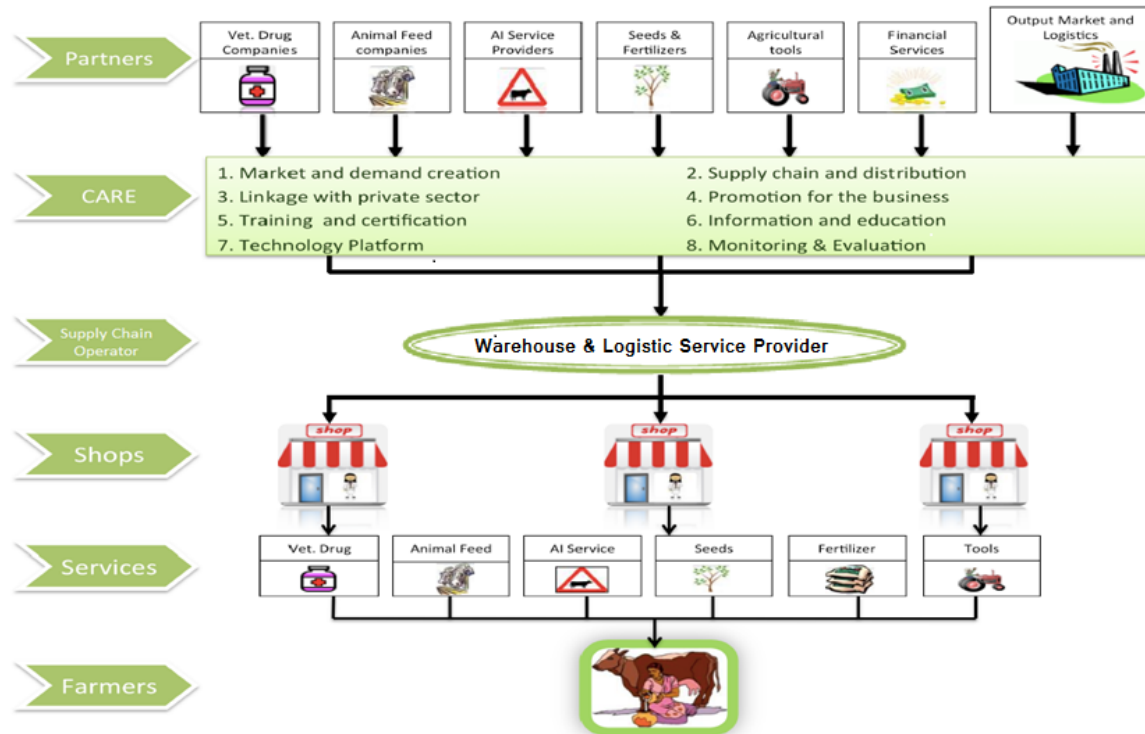 Partners
Vet. Drug
Companies
Animal Feed
companies
AI Service
Providers
Seeds &
Fertilizers
Agricultural
tools
Financial
Services
Output Market and
Logistics
CARE
1. Market and demand creation
2. Supply chain and distribution
3. Linkage with private sector
4. Promotion for the business
5. Training and certification
6. Information and education
7. Technology Platform
8. Monitoring & Evaluation
Supply Chain
Operator
Warehouse & Logistic Service Provider
Shops
shop
shop
shop
Services
Vet. Drug
Animal Feed
AI Service
Seeds
Fertilizer
Tools
Farmers